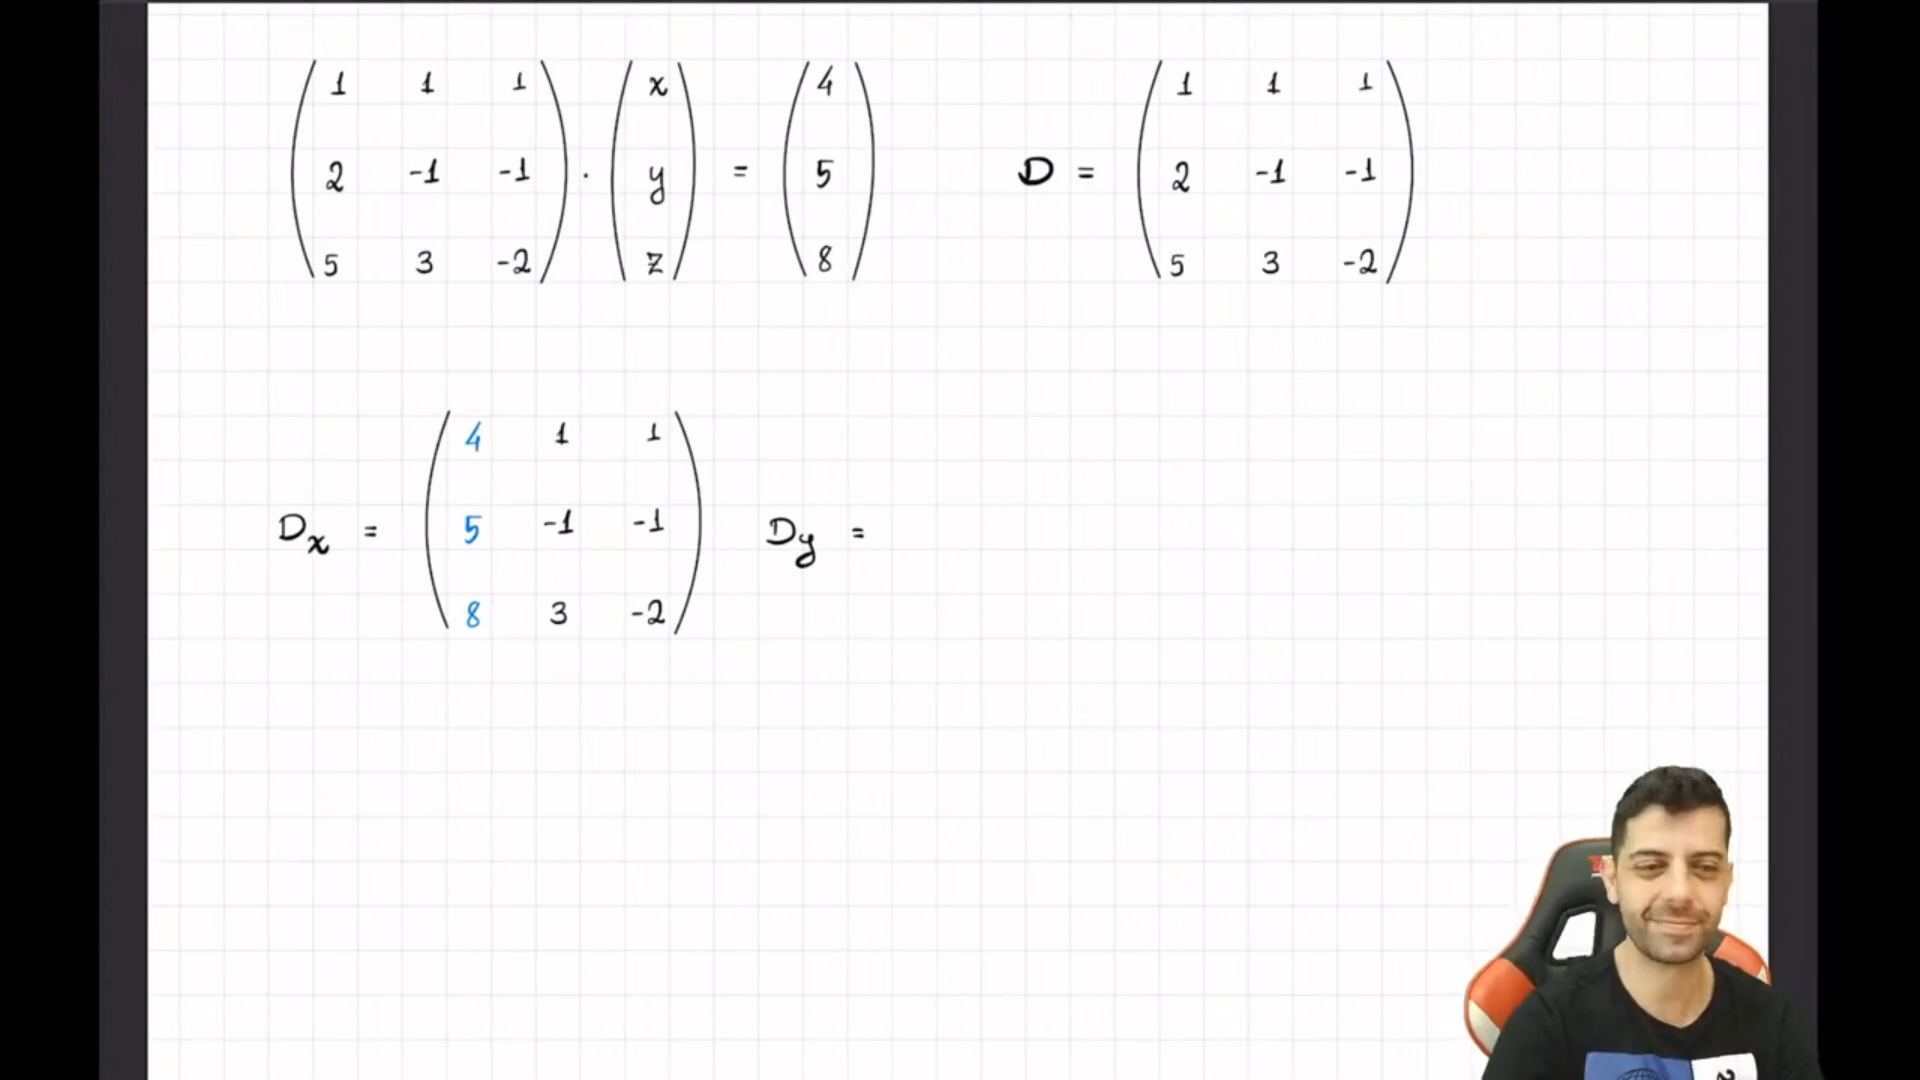 1 1 1 x 4 1 1 1
2 -1 -1 · y = 5 D = 2 -1 -1
5 3 -2 z 8 5 3 -2
4 1 1
Dx = 5 -1 -1 Dy =
8 3 -2